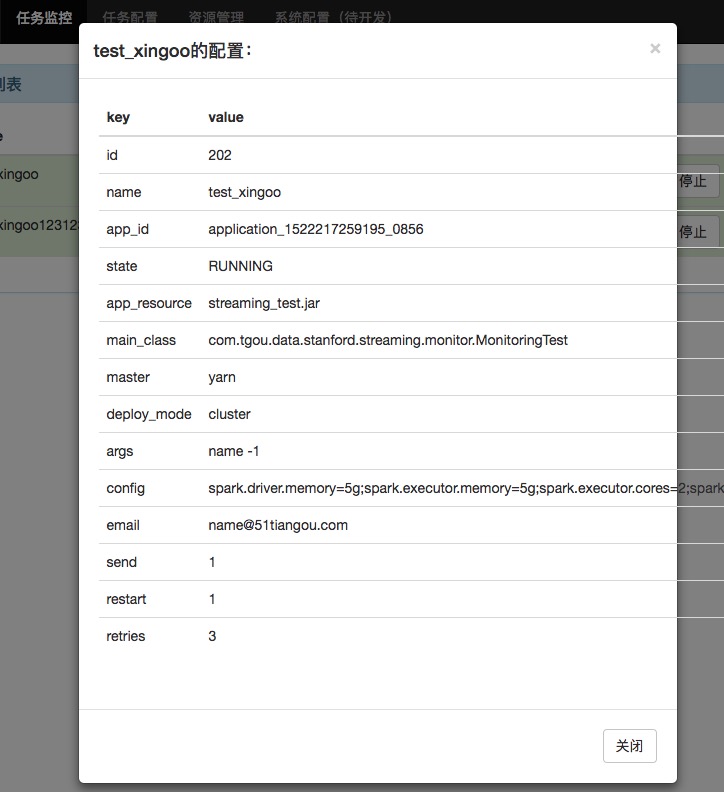 任务监控 任务配置 资源管理 系统配置（待开发）
test_xingoo的配置： ×
列表
key value
e
id 202
xingoo 停止
name test_xingoo
app_id application_1522217259195_0856
xingoo12312 停止
state RUNNING
app_resource streaming_test.jar
main_class com.tgou.data.stanford.streaming.monitor.MonitoringTest
master yarn
deploy_mode cluster
args name -1
config spark.driver.memory=5g;spark.executor.memory=5g;spark.executor.cores=2;spark
email name@51tiangou.com
send 1
restart 1
retries 3
关闭